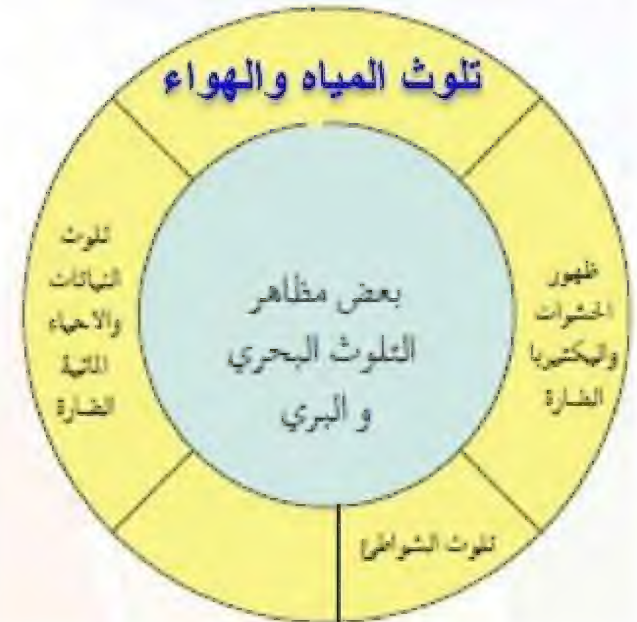 تلوث المياه والهواء
ظهور
الحشرات
والبكتيريا
الضارة
تلوث الشواطئ
تلوث
النباتات
والاحياء
المائية
الضارة
بعض مظاهر
التلوث البحري
و البري